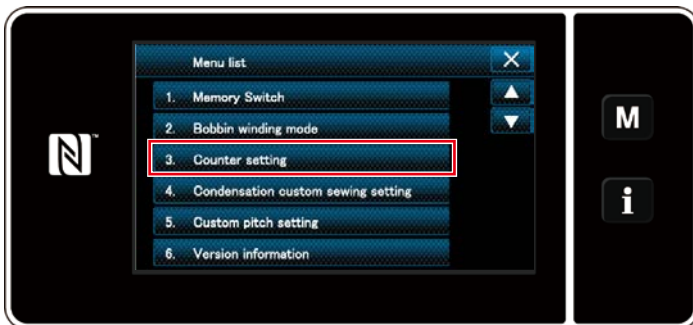 Menu list
1. Memory Switch
2. Bobbin winding mode
3. Counter setting
4. Condensation custom sewing setting
5. Custom pitch setting
6. Version information
M
i